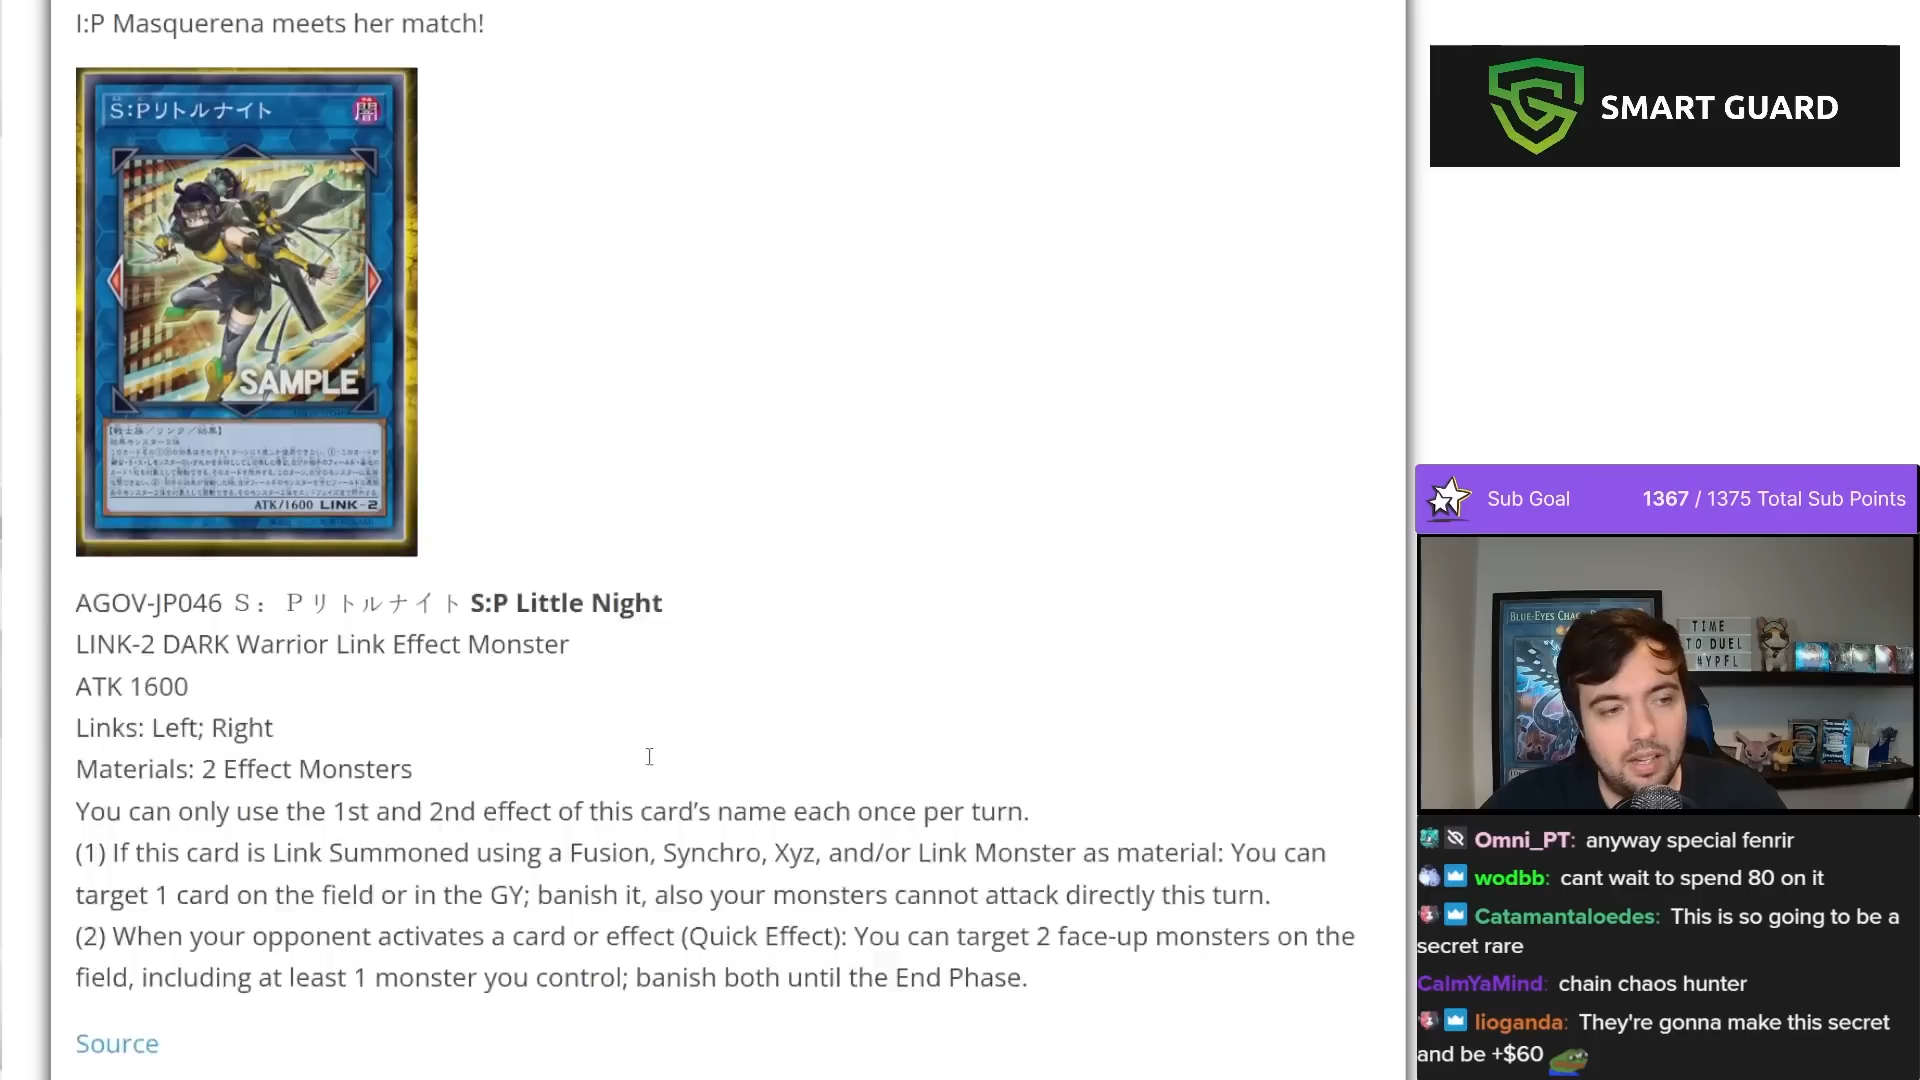 I:P Masquerena meets her match!
S:Pリトルナイト
闇
SAMPLE
ATK/1600 LINK-2
AGOV-JP046 Ｓ：Ｐリトルナイト S:P Little Night
LINK-2 DARK Warrior Link Effect Monster
ATK 1600
Links: Left; Right
Materials: 2 Effect Monsters
You can only use the 1st and 2nd effect of this card’s name each once per turn.
(1) If this card is Link Summoned using a Fusion, Synchro, Xyz, and/or Link Monster as material: You can
target 1 card on the field or in the GY; banish it, also your monsters cannot attack directly this turn.
(2) When your opponent activates a card or effect (Quick Effect): You can target 2 face-up monsters on the
field, including at least 1 monster you control; banish both until the End Phase.
Source
SMART GUARD
Sub Goal 1367 / 1375 Total Sub Points
BLUE-EYES
TIME
TO DUEL
#YPFL
Omni_PT: anyway special fenrir
wodbb: cant wait to spend 80 on it
Catamantaloedes: This is so going to be a
secret rare
CalmYaMind: chain chaos hunter
lioganda: They're gonna make this secret
and be +$60